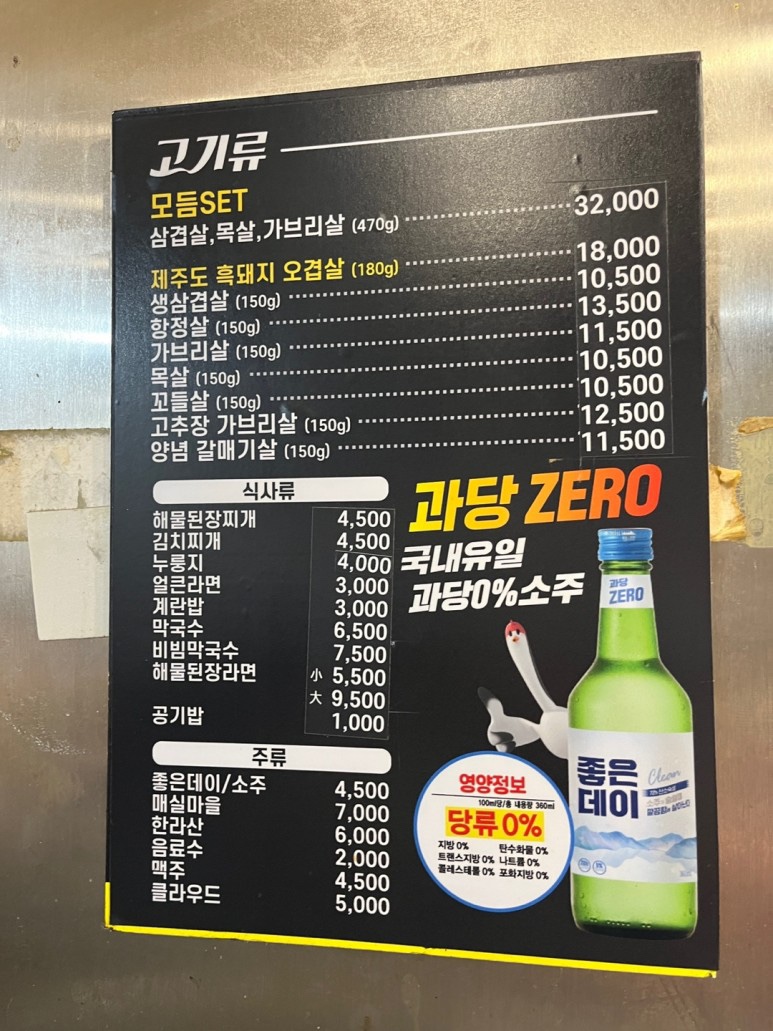 고기류
모듬SET
삼겹살,목살,가브리살 (470g) 32,000
제주도 흑돼지 오겹살 (180g) 18,000
생삼겹살 (150g) 10,500
항정살 (150g) 13,500
가브리살 (150g) 11,500
목살 (150g) 10,500
꼬들살 (150g) 10,500
고추장 가브리살 (150g) 12,500
양념 갈매기살 (150g) 11,500
식사류
해물된장찌개 4,500
김치찌개 4,500
누룽지 4,000
얼큰라면 3,000
계란밥 3,000
막국수 6,500
비빔막국수 7,500
해물된장라면 小 5,500
大 9,500
공기밥 1,000
주류
좋은데이/소주 4,500
매실마을 7,000
한라산 6,000
음료수 2,000
맥주 4,500
클라우드 5,000
과당 ZERO
국내유일
과당0%소주
영양정보
100ml당/총 내용량 360ml
당류 0%
지방 0% 탄수화물 0%
트랜스지방 0% 나트륨 0%
콜레스테롤 0% 포화지방 0%
과당
ZERO
좋은
데이
Clean